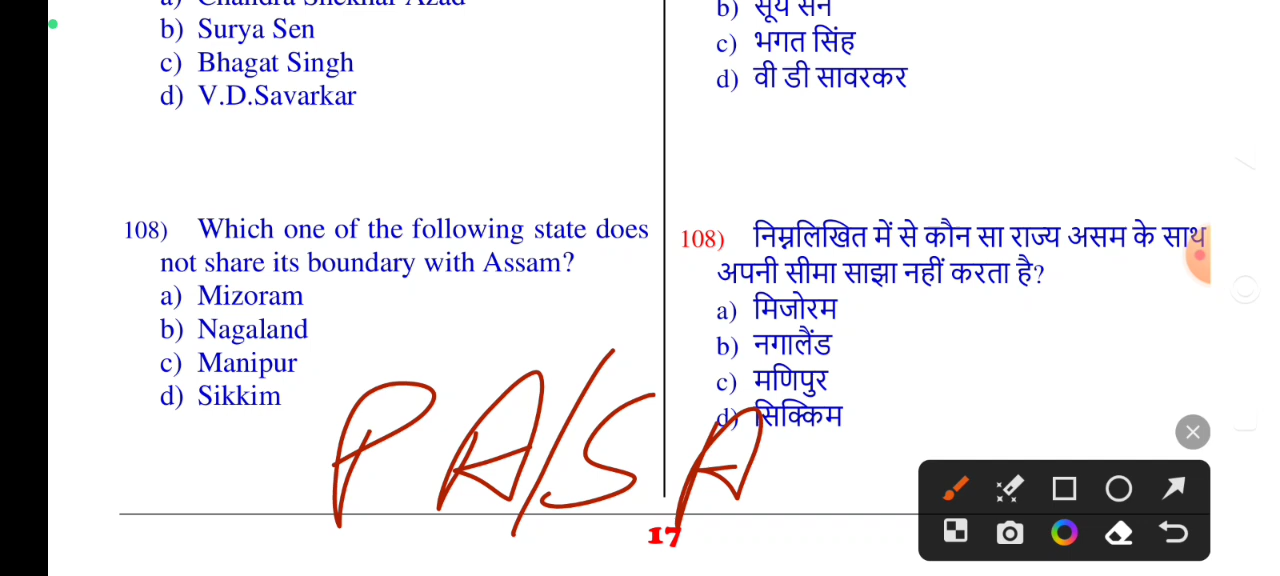 b) Surya Sen
c) Bhagat Singh
d) V.D.Savarkar
108) Which one of the following state does
not share its boundary with Assam?
a) Mizoram
b) Nagaland
c) Manipur
d) Sikkim
b) सूर्य सेन
c) भगत सिंह
d) वी डी सावरकर
108) निम्नलिखित में से कौन सा राज्य असम के साथ
अपनी सीमा साझा नहीं करता है?
a) मिजोरम
b) नगालैंड
c) मणिपुर
d) सिक्किम
PA/SA
17